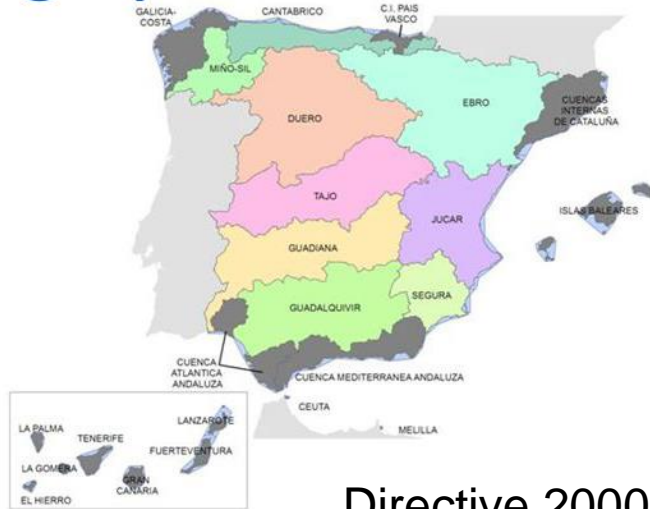 GALICIA-
COSTA
CANTABRICO
C.I. PAIS
VASCO
MIÑO-SIL
DUERO
EBRO
CUENCAS
INTERNAS
DE CATALUÑA
TAJO
JUCAR
ISLAS BALEARES
GUADIANA
GUADALQUIVIR
SEGURA
CUENCA
ATLANTICA
ANDALUZA
CUENCA MEDITERRANEA ANDALUZA
CEUTA
MELILLA
LA PALMA
TENERIFE
LANZAROTE
FUERTEVENTURA
LA GOMERA
GRAN
CANARIA
EL HIERRO
Directive 2000